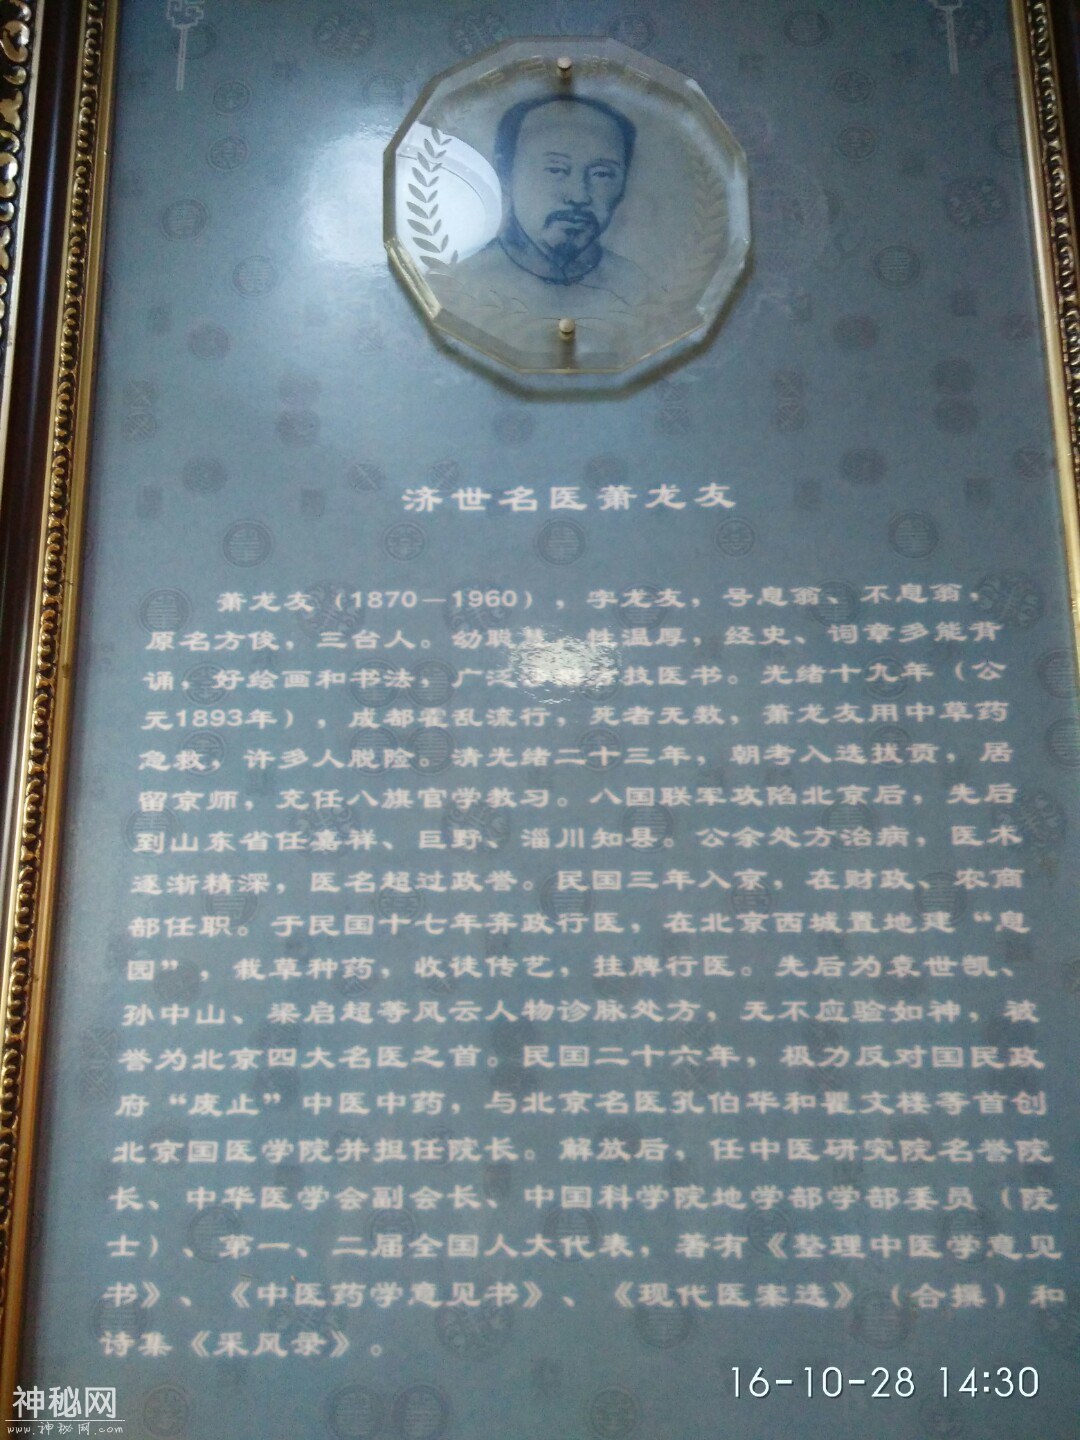 济世名医萧龙友
萧龙友（1870—1960），字龙友，号息翁、不息翁，
原名方俊，三台人。幼聪 性温厚，经史、词章多能背
诵，好绘画和书法，广泛 技医书。光绪十九年（公
元1893年），成都霍乱流行，死者无数，萧龙友用中草药
急救，许多人脱险。清光绪二十三年，朝考入选拔贡，居
留京师，充任八旗官学教习。八国联军攻陷北京后，先后
到山东省任嘉祥、巨野、淄川知县。公余处方治病，医术
逐渐精深，医名超过政誉。民国三年入京，在财政、农商
部任职。于民国十七年弃政行医，在北京西城置地建“息
园”，栽草种药，收徒传艺，挂牌行医。先后为袁世凯、
孙中山、梁启超等风云人物诊脉处方，无不应验如神，被
誉为北京四大名医之首。民国二十六年，极力反对国民政
府“废止”中医中药，与北京名医孔伯华和翟文楼等首创
北京国医学院并担任院长。解放后，任中医研究院名誉院
长、中华医学会副会长、中国科学院地学部学部委员（院
士）、第一、二届全国人大代表，著有《整理中医学意见
书》、《中医药学意见书》、《现代医案选》（合撰）和
诗集《采风录》。
16-10-28 14:30
神秘网
www.神秘网.com